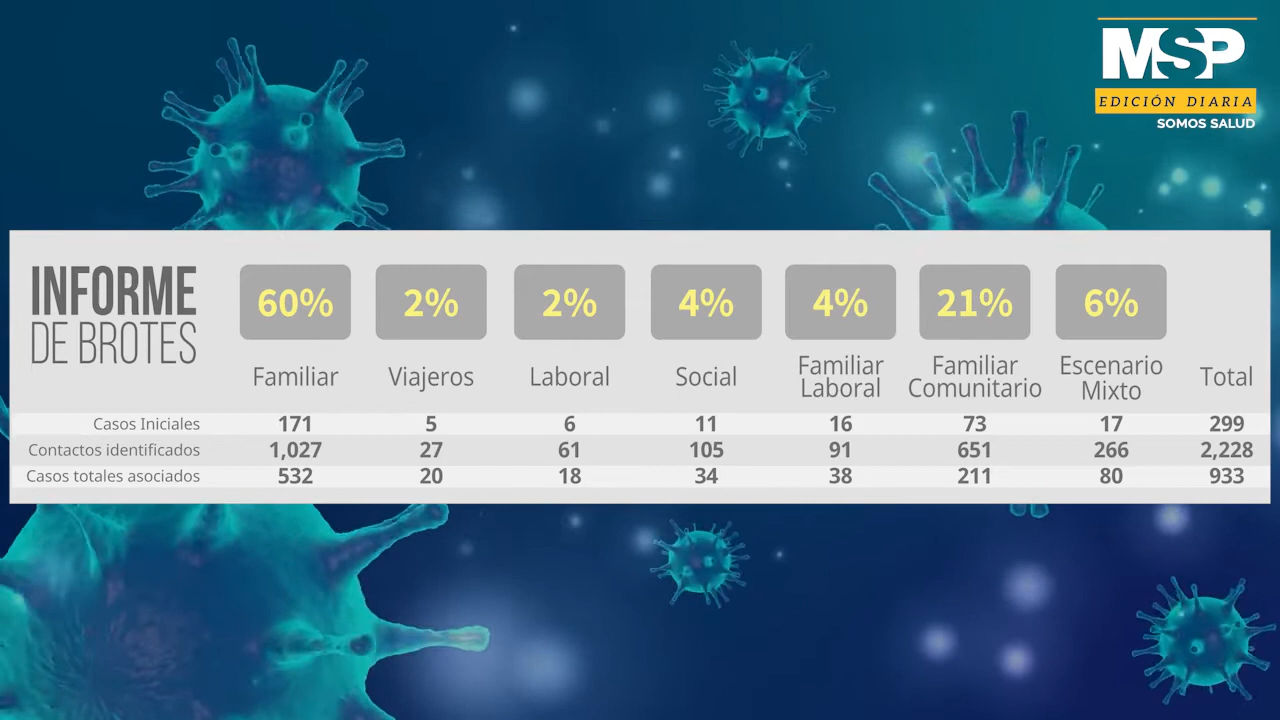 MSP
EDICIÓN DIARIA
SOMOS SALUD
INFORME
DE BROTES
60% 2% 2% 4% 4% 21% 6%
Familiar Viajeros Laboral Social Familiar Laboral Familiar Comunitario Escenario Mixto Total
Casos Iniciales 171 5 6 11 16 73 17 299
Contactos identificados 1,027 27 61 105 91 651 266 2,228
Casos totales asociados 532 20 18 34 38 211 80 933